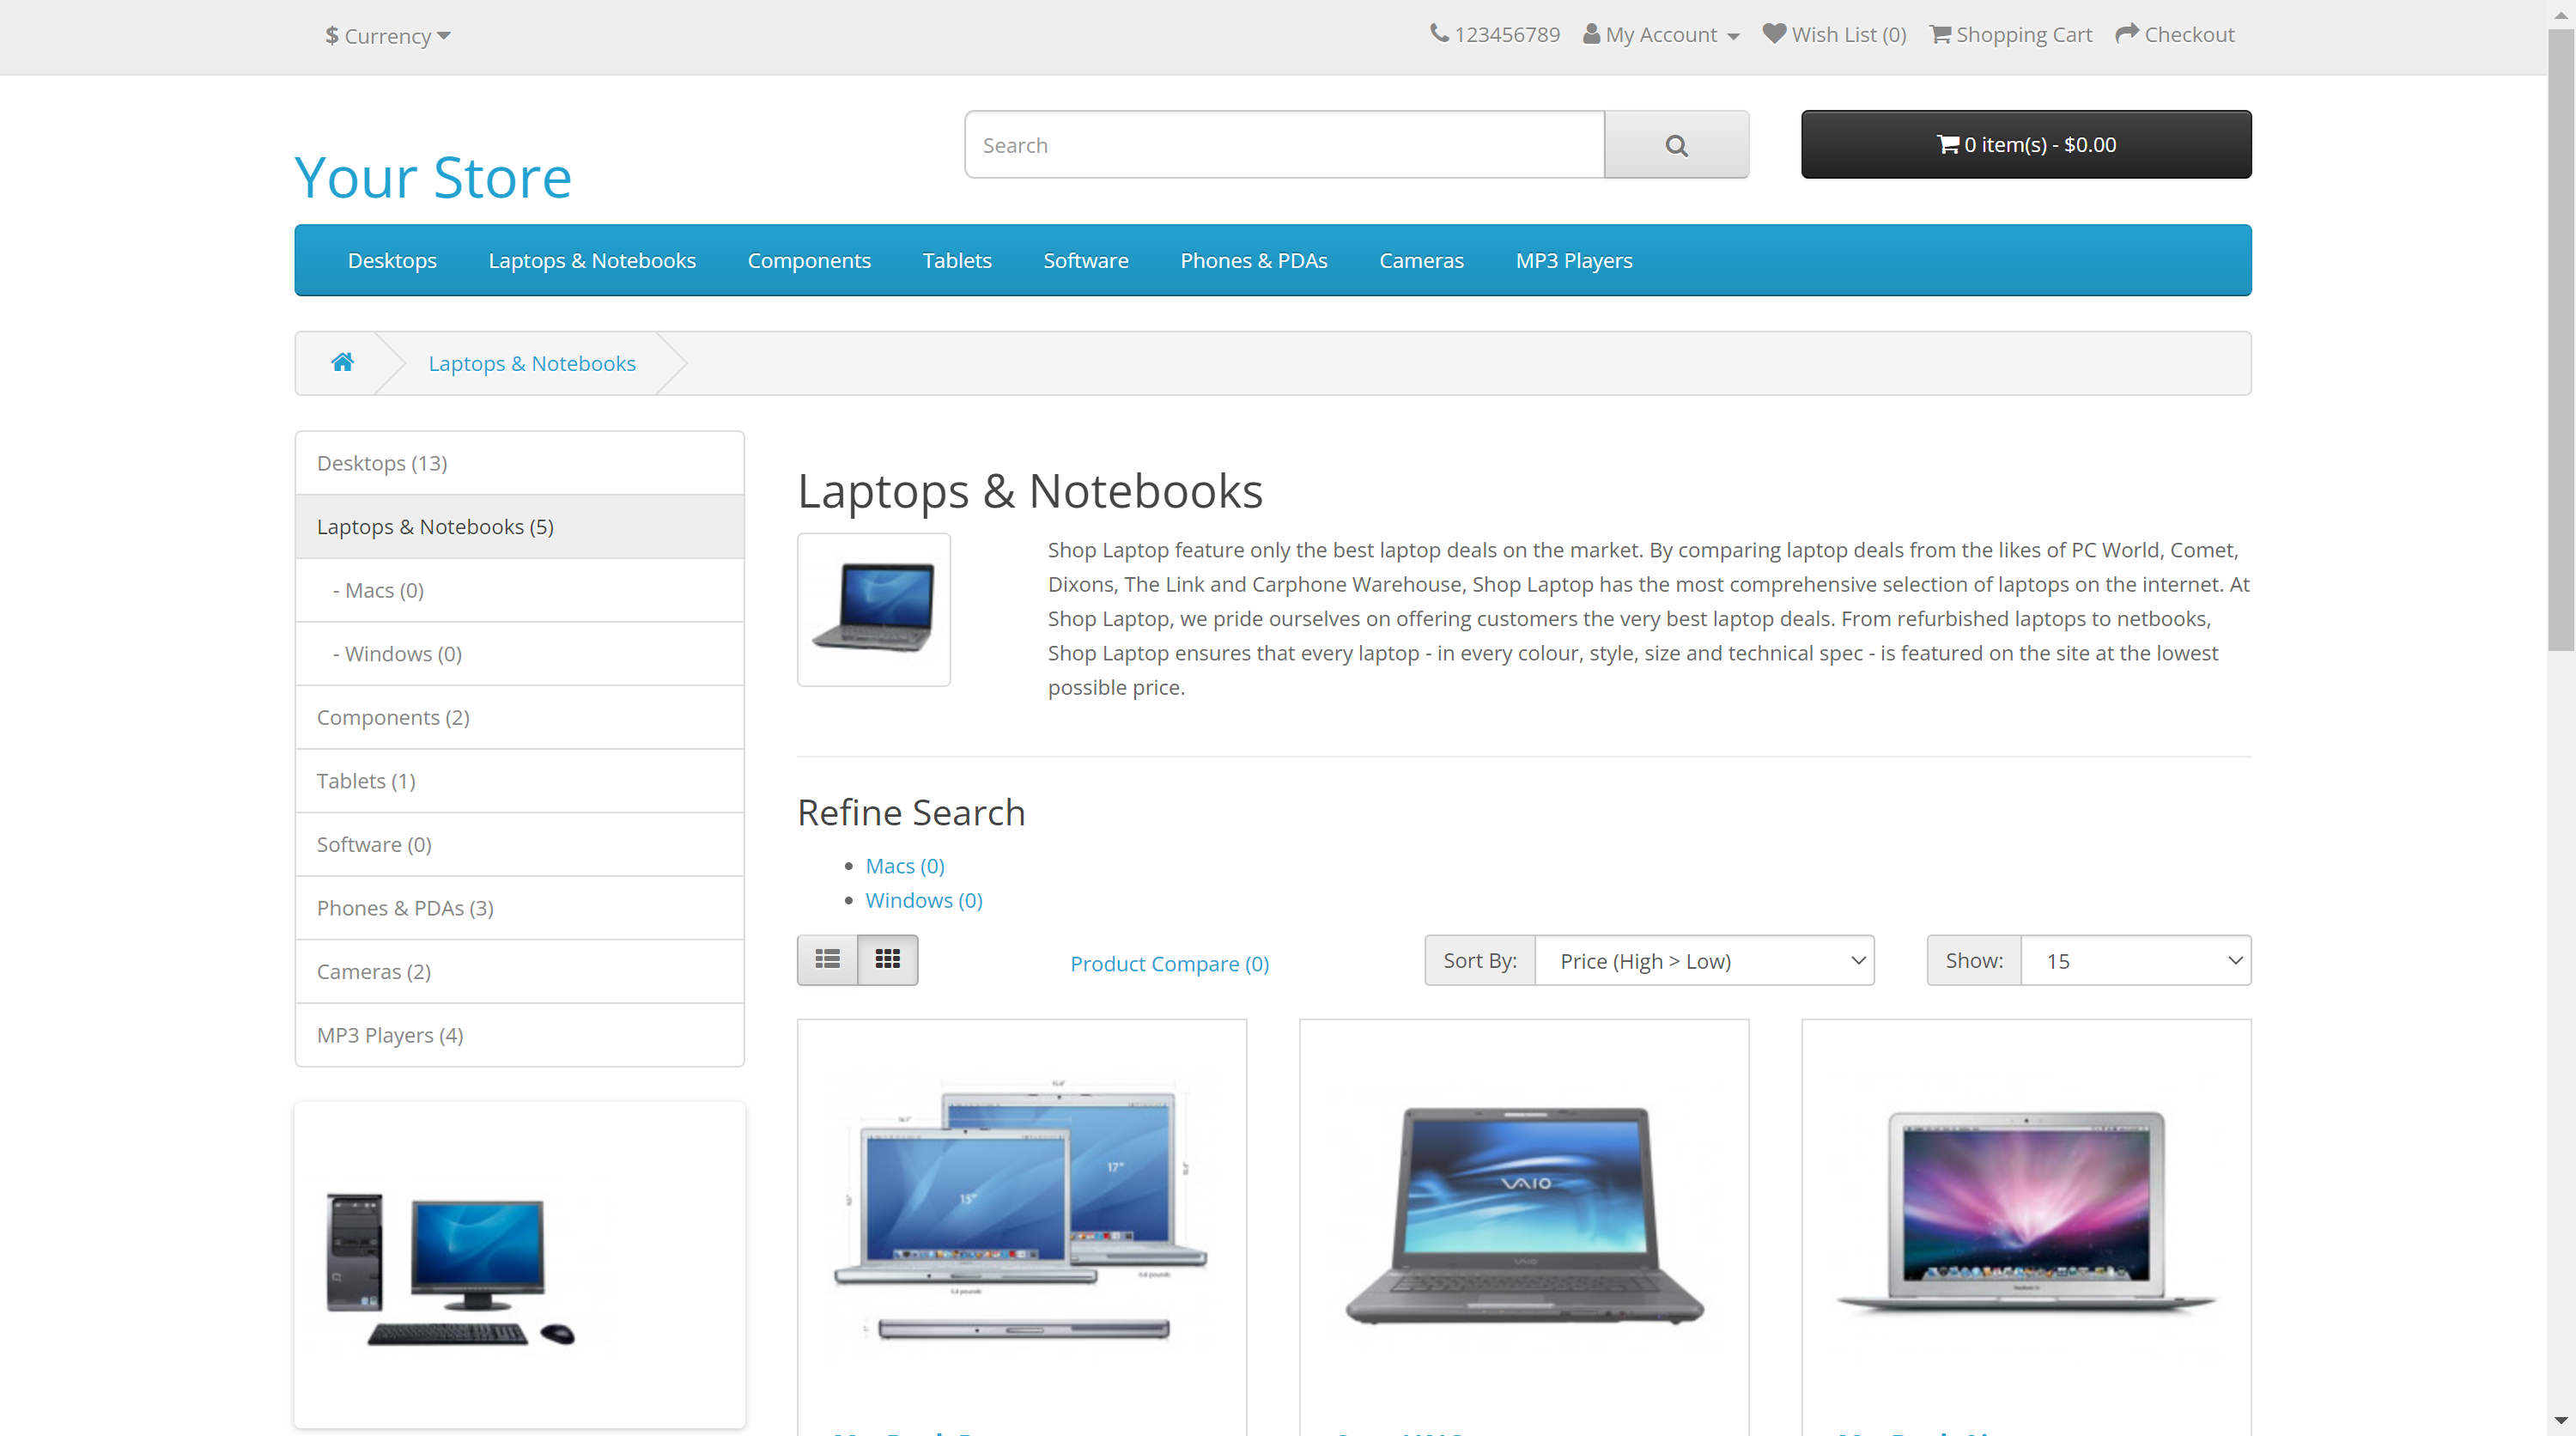 $ Currency
123456789
My Account
Wish List (0)
Shopping Cart
Checkout
Your Store
Search
0 item(s) - $0.00
Desktops
Laptops & Notebooks
Components
Tablets
Software
Phones & PDAs
Cameras
MP3 Players
Laptops & Notebooks
Desktops (13)
Laptops & Notebooks (5)
- Macs (0)
- Windows (0)
Components (2)
Tablets (1)
Software (0)
Phones & PDAs (3)
Cameras (2)
MP3 Players (4)
Laptops & Notebooks
Shop Laptop feature only the best laptop deals on the market. By comparing laptop deals from the likes of PC World, Comet,
Dixons, The Link and Carphone Warehouse, Shop Laptop has the most comprehensive selection of laptops on the internet. At
Shop Laptop, we pride ourselves on offering customers the very best laptop deals. From refurbished laptops to netbooks,
Shop Laptop ensures that every laptop - in every colour, style, size and technical spec - is featured on the site at the lowest
possible price.
Refine Search
Macs (0)
Windows (0)
Product Compare (0)
Sort By:
Price (High > Low)
Show:
15
15"
17"
VAIO